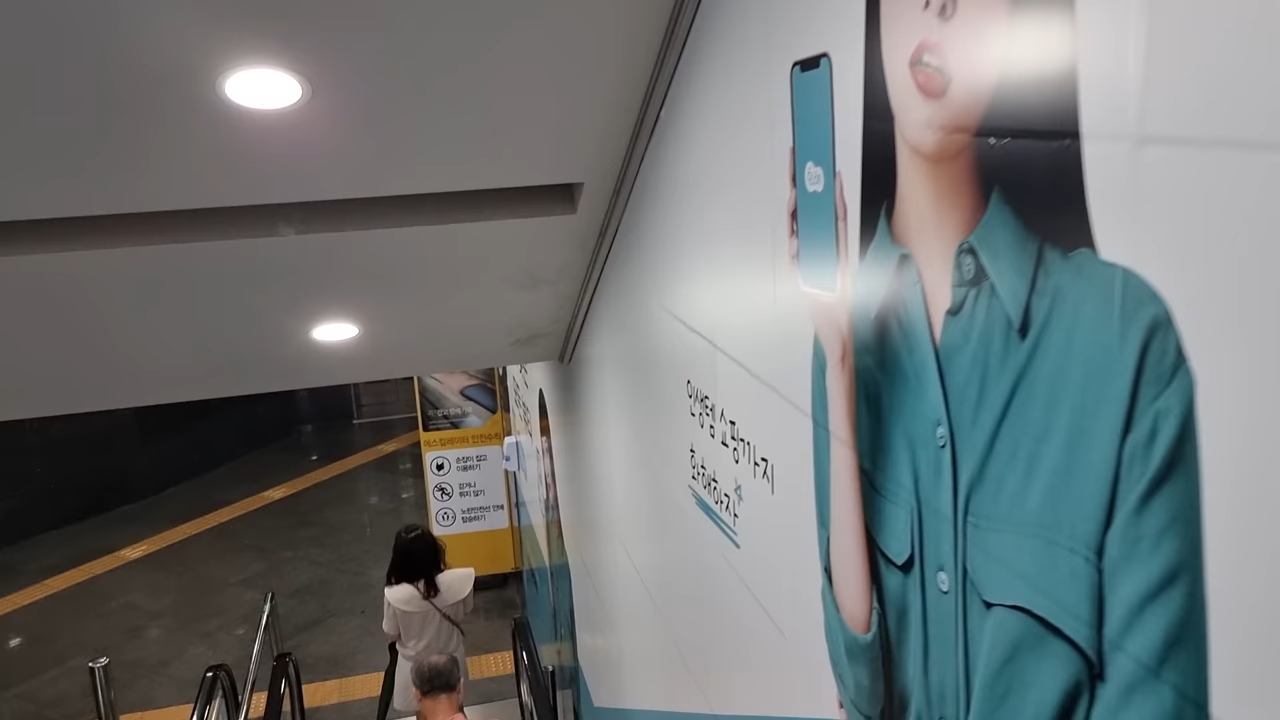 에스컬레이터 안전수칙
손잡이 잡고
이용하기
걷거나
뛰지 않기
노란안전선 안에
탑승하기
인생템 쇼핑까지
화해하자